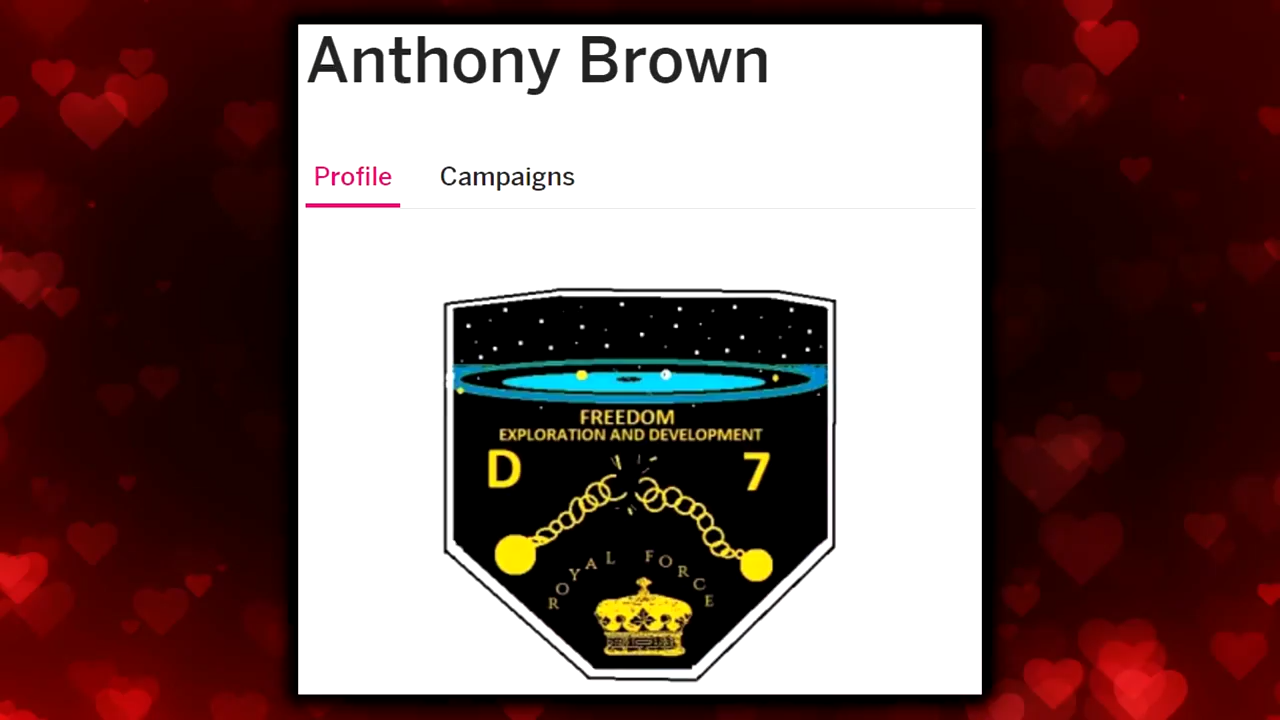 Anthony Brown
Profile Campaigns
FREEDOM
EXPLORATION AND DEVELOPMENT
D 7
ROYAL FORCE